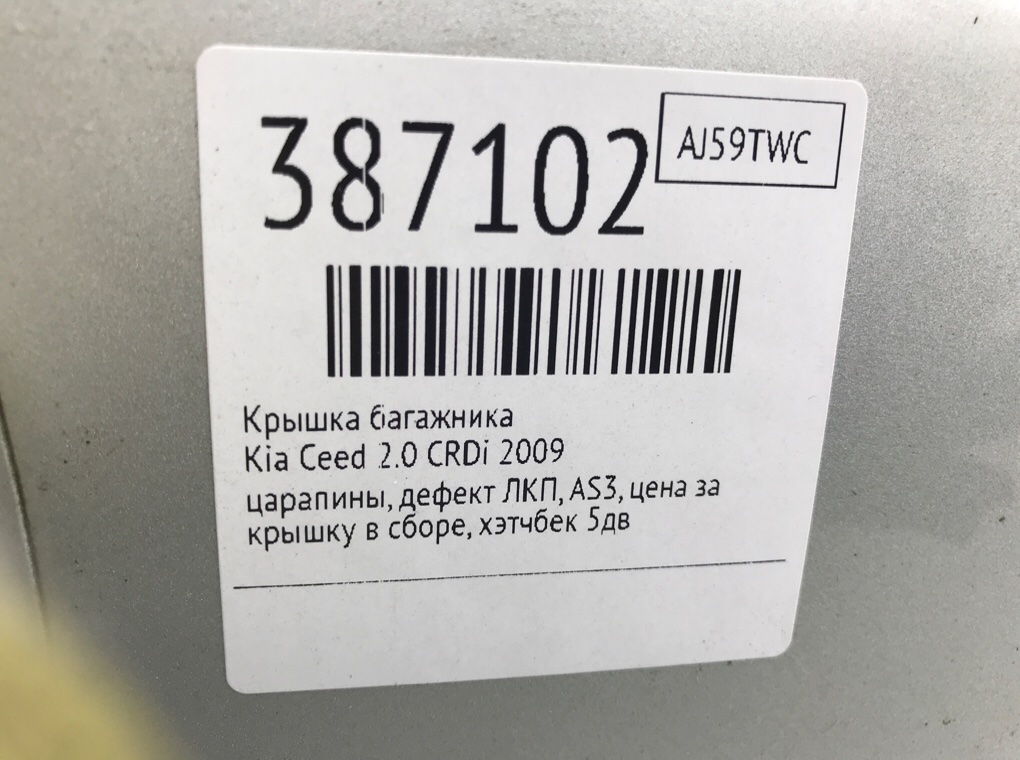 387102
AJ59TWC
Крышка багажника
Kia Ceed 2.0 CRDi 2009
царапины, дефект ЛКП, AS3, цена за
крышку в сборе, хэтчбек 5дв